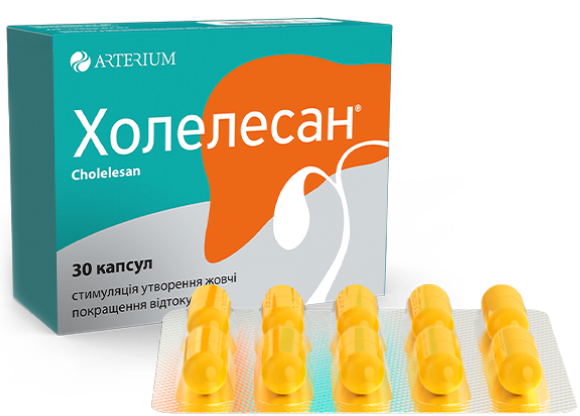 ARTERIUM
Холелесан®
Cholelesan
30 капсул
стимуляція утворення жовчі
покращення відтоку